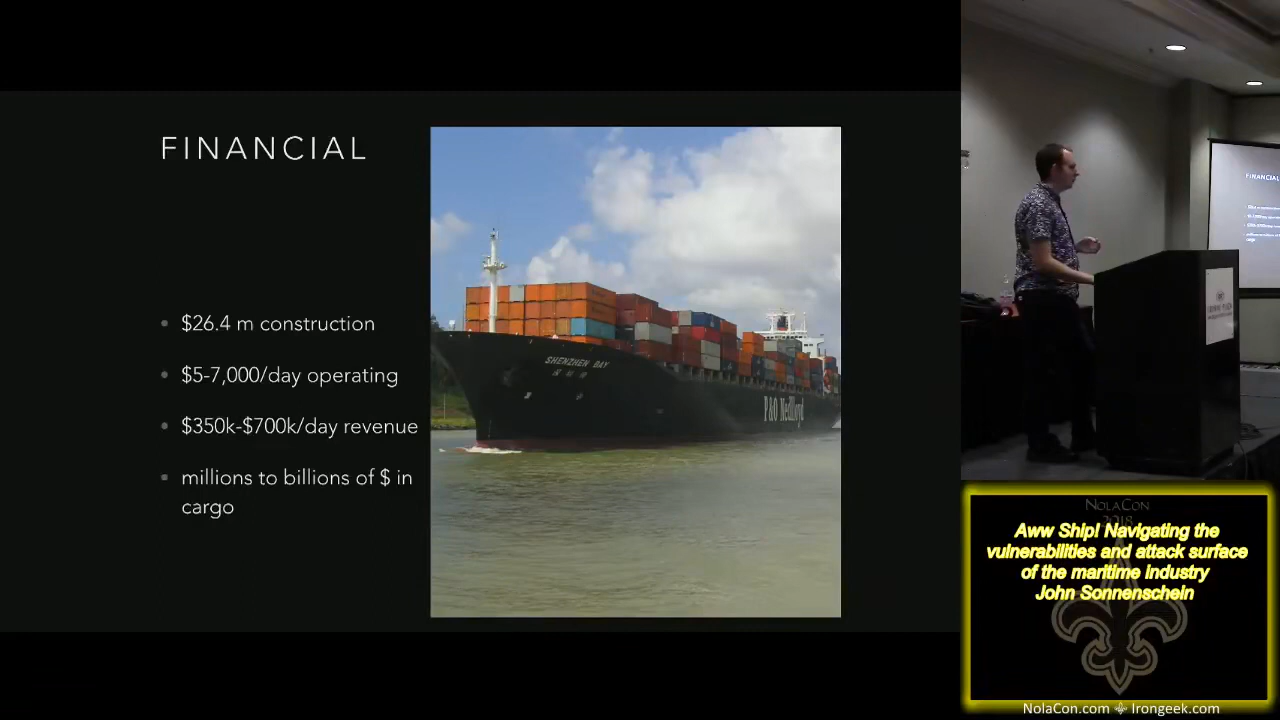 FINANCIAL
$26.4 m construction
$5-7,000/day operating
$350k-$700k/day revenue
millions to billions of $ in
cargo
SHENZHEN BAY
P&O Nedlloyd
FINANCIAL
NOLACON
2018
Aww Ship! Navigating the
vulnerabilities and attack surface
of the maritime industry
John Sonnenschein
NolaCon.com Irongeek.com